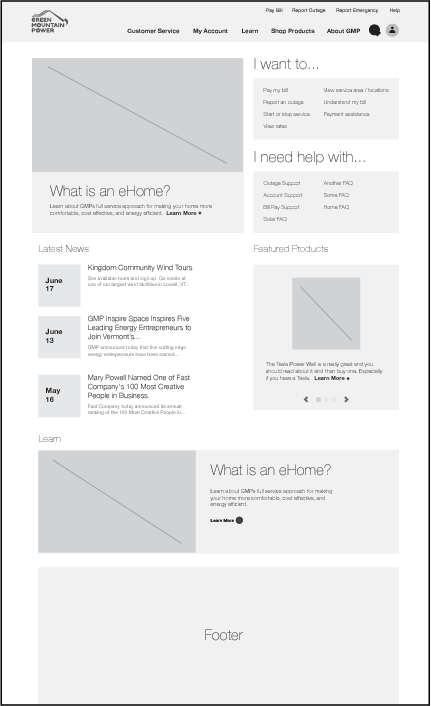 Pay Bill Report Outage Report Emergency Help
GREEN
MOUNTAIN
POWER
Customer Service My Account Learn Shop Products About GMP
What is an eHome?
Learn about GMP's full service approach for making your home more
comfortable, cost effective, and energy efficient. Learn More
I want to...
Pay my bill View service area / locations
Report an outage Understand my bill
Start or stop service Payment assistance
View rates
I need help with...
Outage Support Another FAQ
Account Support Some FAQ
Bill Pay Support Home FAQ
Solar FAQ
Latest News
June
17
Kingdom Community Wind Tours
See available tours and sign up. Go onsite at
one of our largest wind facilities in Lowell, VT...
June
13
GMP Inspire Space Inspires Five
Leading Energy Entrepreneurs to
Join Vermont's...
GMP announced today that five cutting edge
energy entrepreneurs have been
May
16
Mary Powell Named One of Fast
Company's 100 Most Creative
People in Business
Fast Company today announced its annual
ranking of the 100 Most Creative People in...
Featured Products
The Tesla Power Wall is a really great and you
should read about it and then buy one. Especially
if you have a Tesla. Learn More
Learn
What is an eHome?
Learn about GMP's full service approach for making
your home more comfortable, cost effective, and
energy efficient.
Learn More
Footer